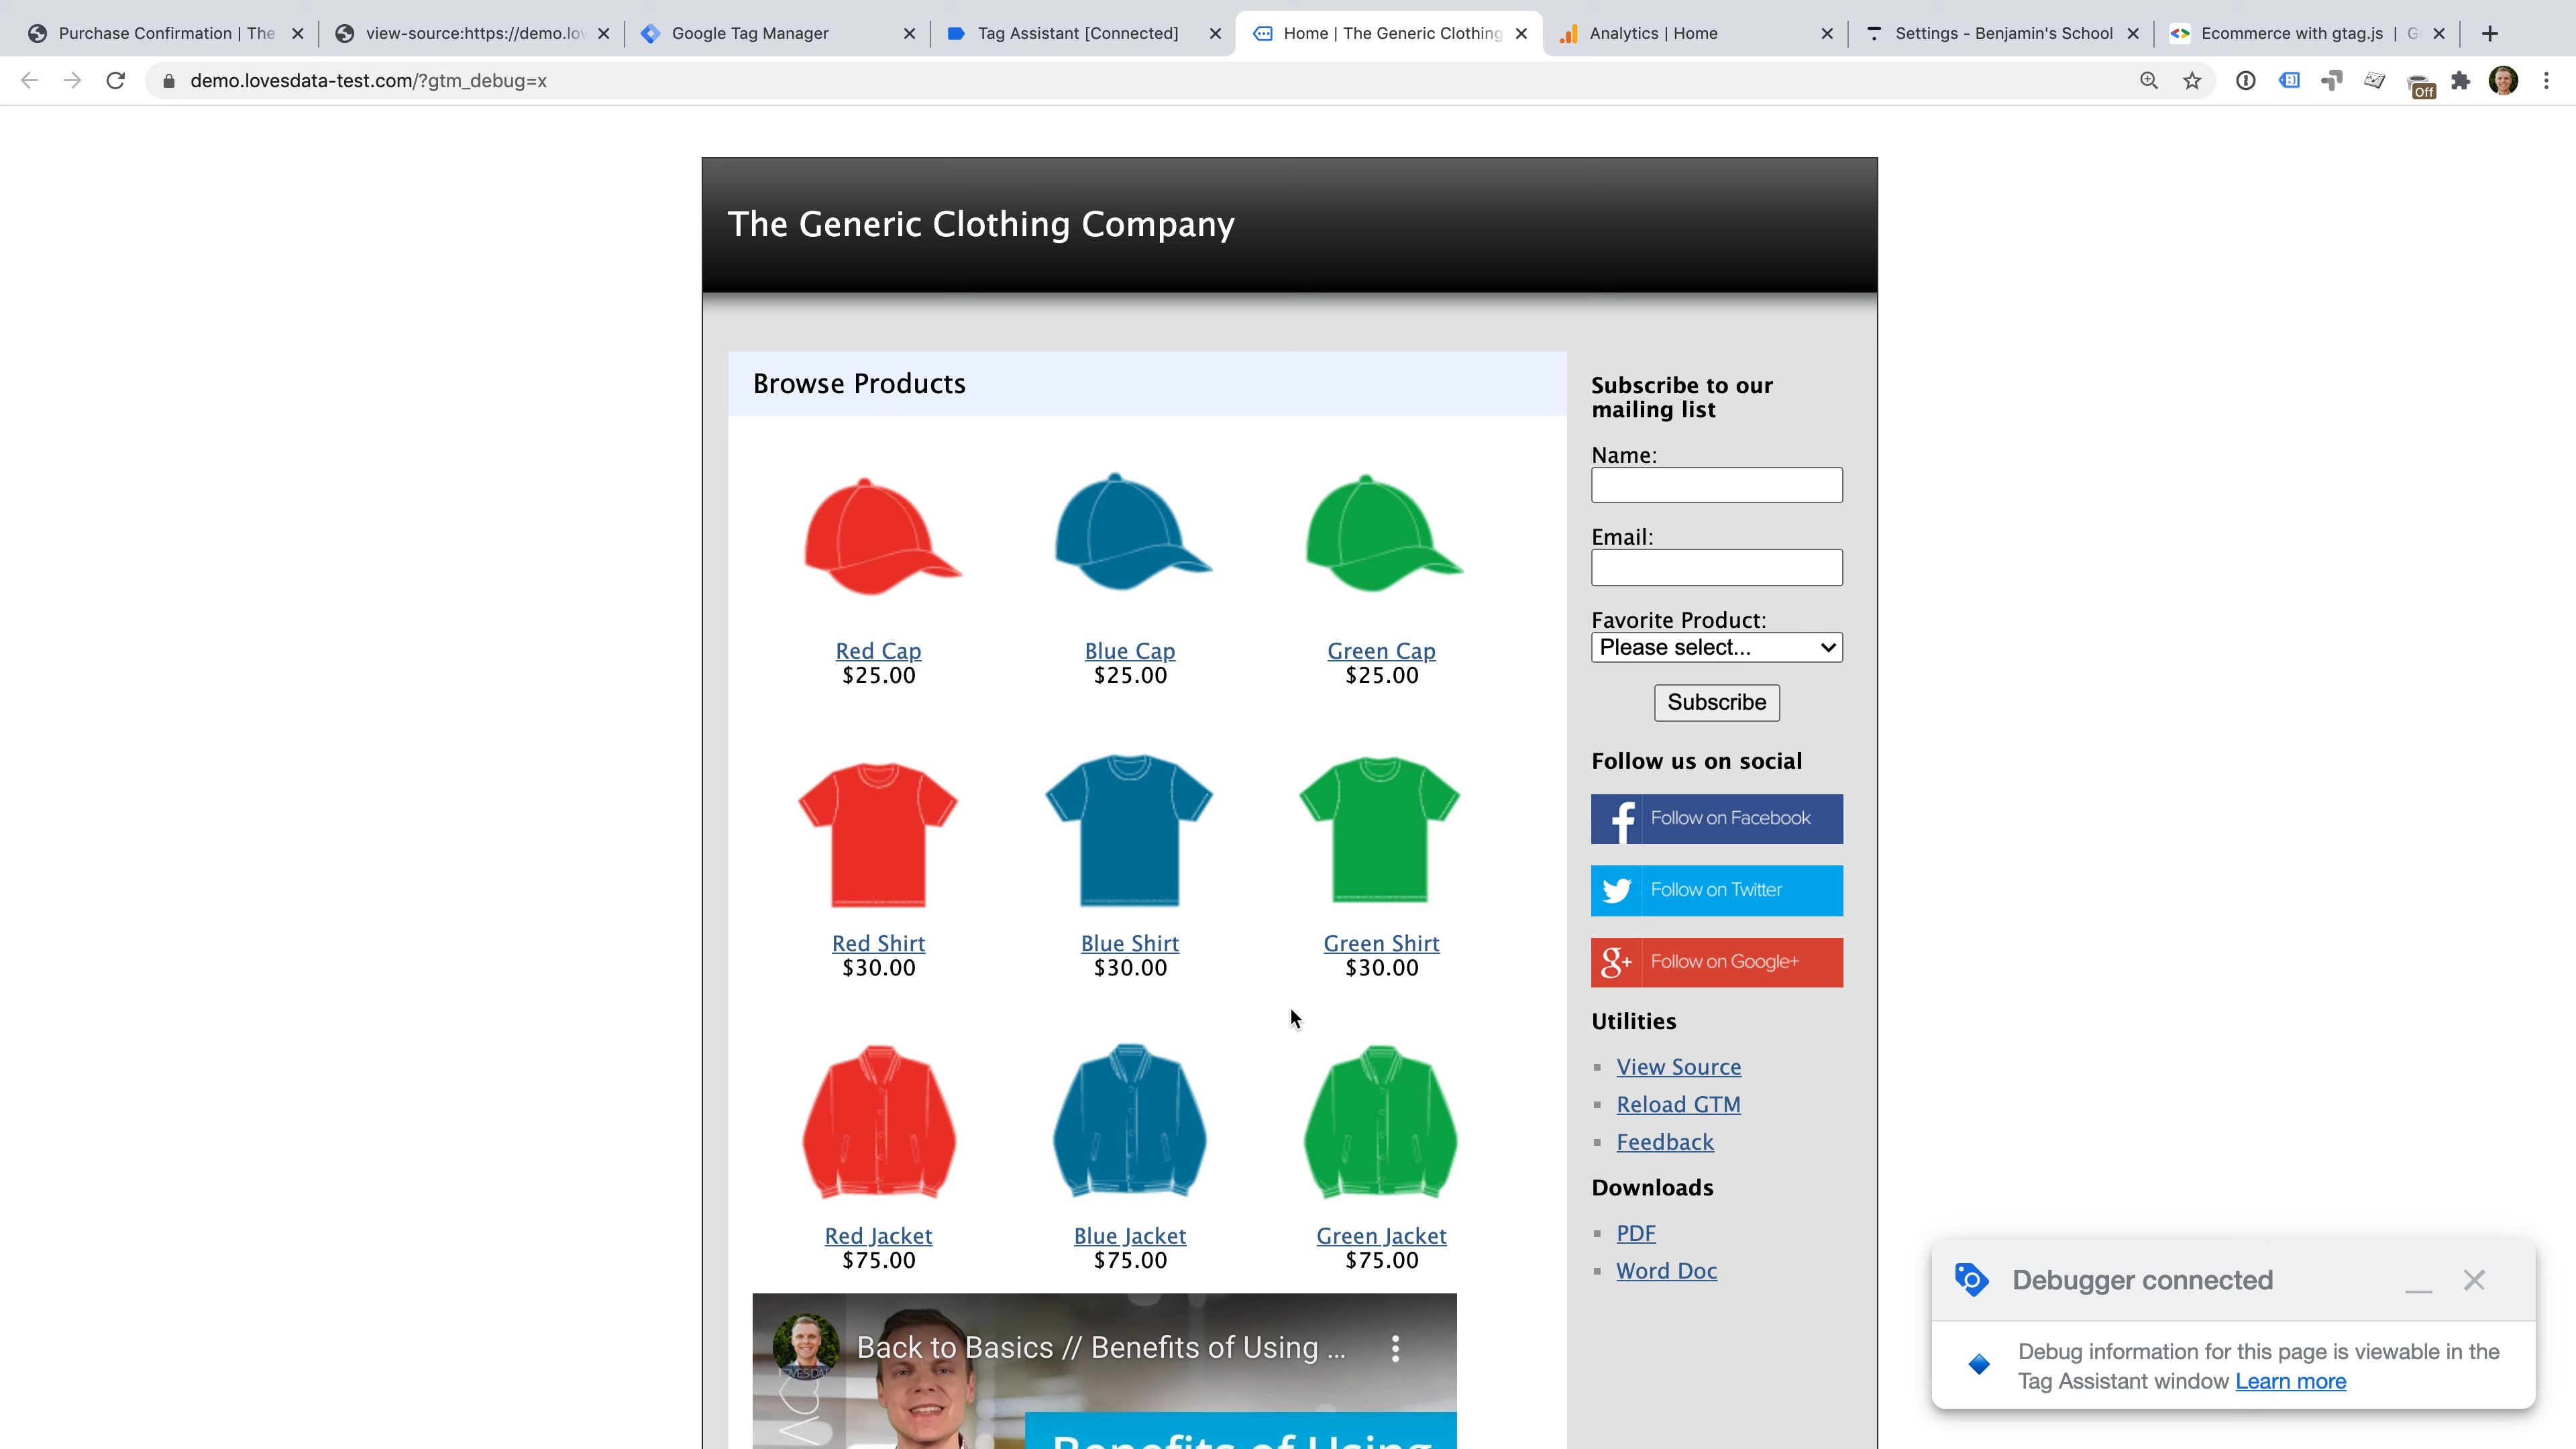 Purchase Confirmation | The
view-source:https://demo.lov
Google Tag Manager
Tag Assistant [Connected]
Home | The Generic Clothing
Analytics | Home
Settings - Benjamin's School
Ecommerce with gtag.js | G
demo.lovesdata-test.com/?gtm_debug=x
Off
The Generic Clothing Company
Browse Products
Red Cap
$25.00
Blue Cap
$25.00
Green Cap
$25.00
Red Shirt
$30.00
Blue Shirt
$30.00
Green Shirt
$30.00
Red Jacket
$75.00
Blue Jacket
$75.00
Green Jacket
$75.00
Back to Basics // Benefits of Using ...
Benefits of Using
Subscribe to our
mailing list
Name:
Email:
Favorite Product:
Please select...
Subscribe
Follow us on social
Follow on Facebook
Follow on Twitter
g+ Follow on Google+
Utilities
View Source
Reload GTM
Feedback
Downloads
PDF
Word Doc
Debugger connected
Debug information for this page is viewable in the
Tag Assistant window Learn more